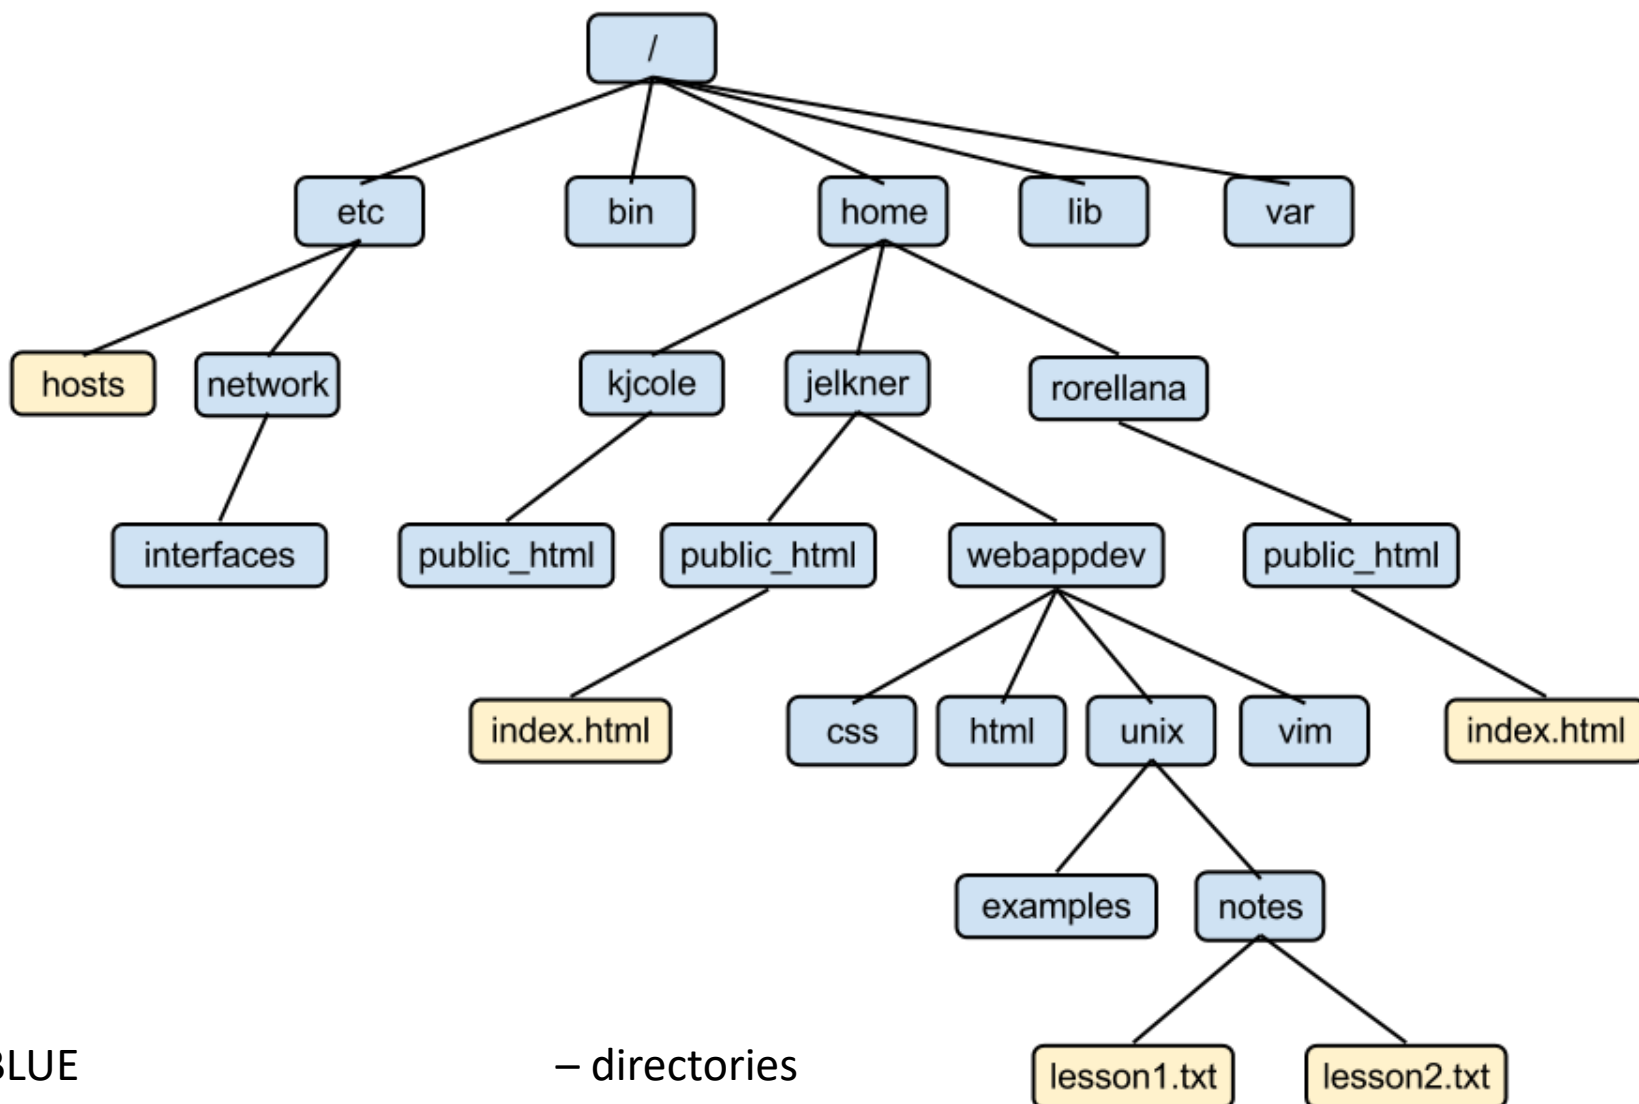 /
etc bin home lib var
hosts network kjcole jelkner rorellana
interfaces public_html public_html webappdev public_html
index.html css html unix vim index.html
examples notes
BLUE – directories
lesson1.txt lesson2.txt